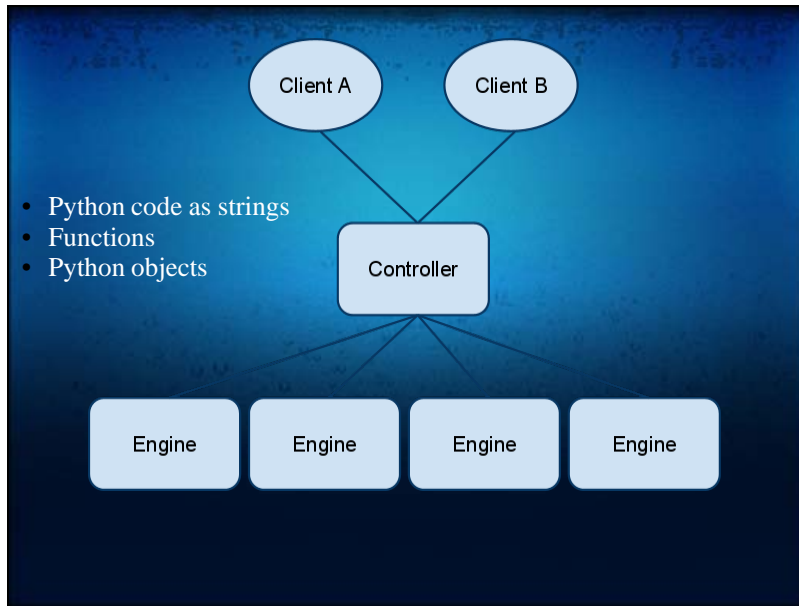 Client A
Client B
• Python code as strings
• Functions
• Python objects
Controller
Engine
Engine
Engine
Engine